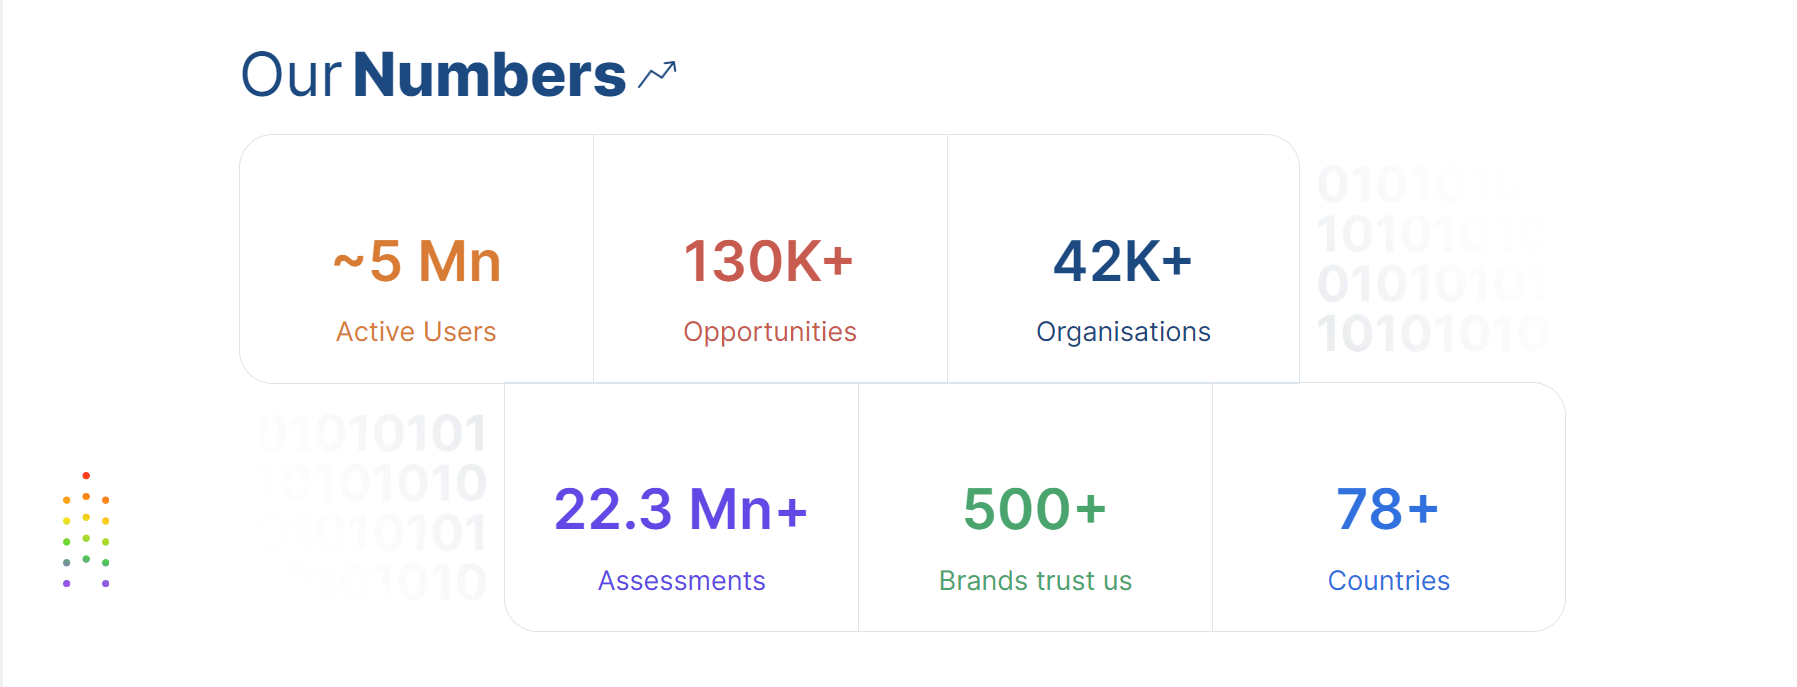 Our Numbers
~5 Mn
Active Users
130K+
Opportunities
42K+
Organisations
22.3 Mn+
Assessments
500+
Brands trust us
78+
Countries